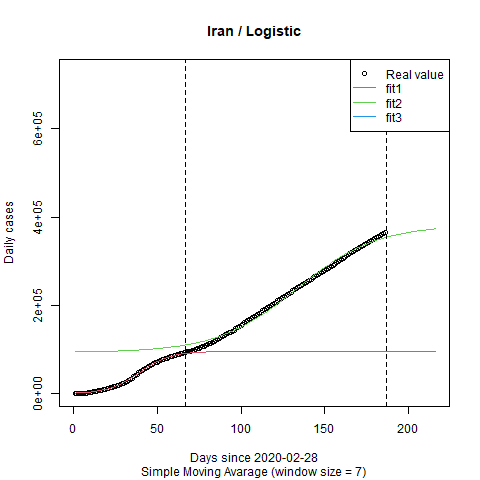 Iran / Logistic
Real value
fit1
fit2
fit3
Daily cases
6e+05
4e+05
2e+05
0e+00
0
50
100
150
200
Days since 2020-02-28
Simple Moving Avarage (window size = 7)